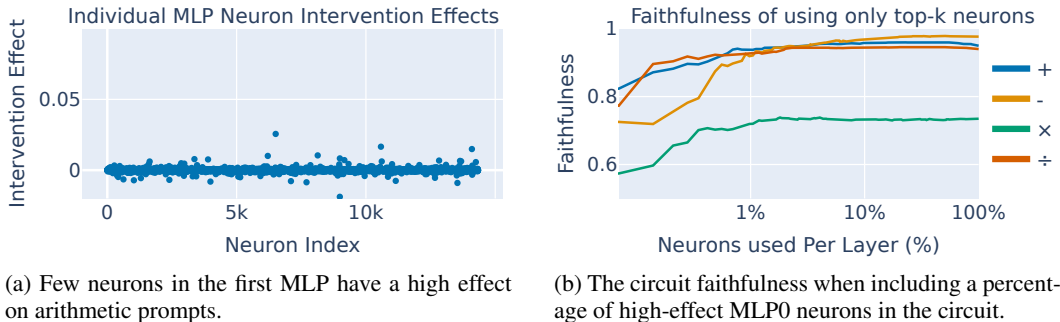 Individual MLP Neuron Intervention Effects
Intervention Effect
0.05
0
0
5k
10k
Neuron Index
(a) Few neurons in the first MLP have a high effect
on arithmetic prompts.
Faithfulness of using only top-k neurons
Faithfulness
1
0.8
0.6
1%
10%
100%
Neurons used Per Layer (%)
+
-
×
÷
(b) The circuit faithfulness when including a percent-
age of high-effect MLP0 neurons in the circuit.